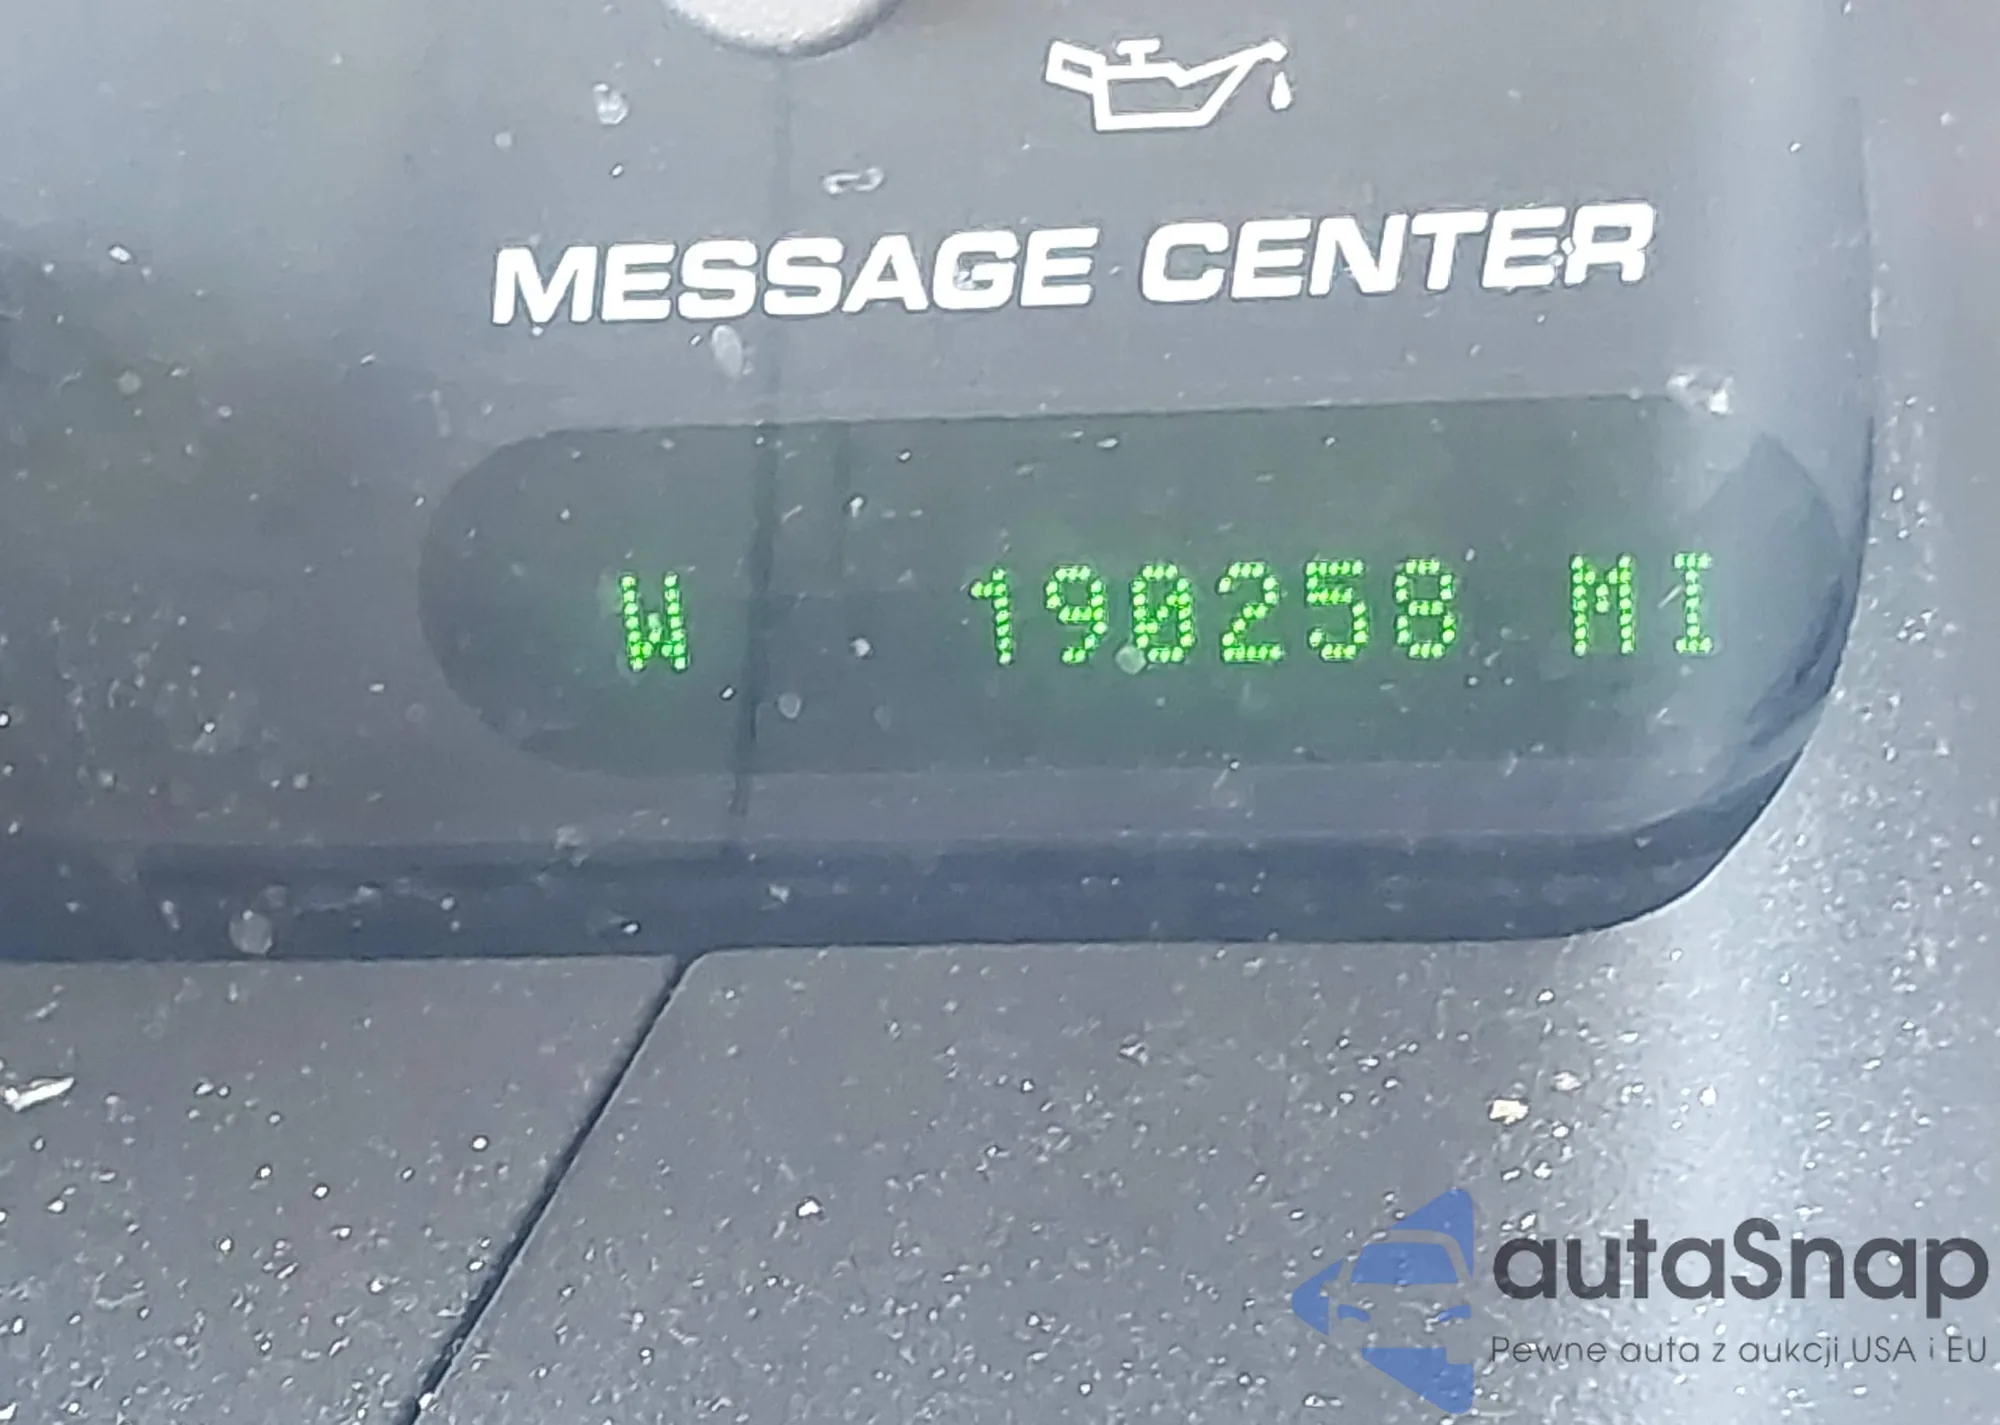 MESSAGE CENTER
W 190258 MI
autaSnap
Pewne auta z aukcji USA i EU